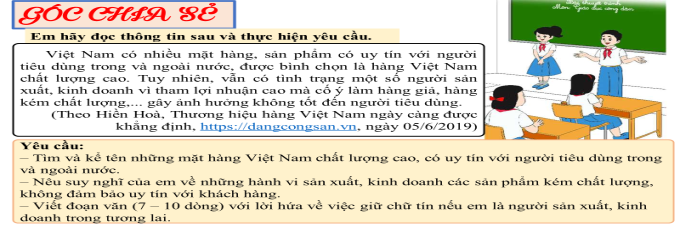 GÓC CHIA SẺ
Em hãy đọc thông tin sau và thực hiện yêu cầu.
Việt Nam có nhiều mặt hàng, sản phẩm có uy tín với người
tiêu dùng trong và ngoài nước, được bình chọn là hàng Việt Nam
chất lượng cao. Tuy nhiên, vẫn có tình trạng một số người sản
xuất, kinh doanh vì tham lợi nhuận cao mà cố ý làm hàng giả, hàng
kém chất lượng,... gây ảnh hưởng không tốt đến người tiêu dùng.
(Theo Hiền Hoà, Thương hiệu hàng Việt Nam ngày càng được
khẳng định, https://dangcongsan.vn, ngày 05/6/2019)
Yêu cầu:
– Tìm và kể tên những mặt hàng Việt Nam chất lượng cao, có uy tín với người tiêu dùng trong
và ngoài nước.
– Nêu suy nghĩ của em về những hành vi sản xuất, kinh doanh các sản phẩm kém chất lượng,
không đảm bảo uy tín với khách hàng.
– Viết đoạn văn (7 – 10 dòng) với lời hứa về việc giữ chữ tín nếu em là người sản xuất, kinh
doanh trong tương lai.